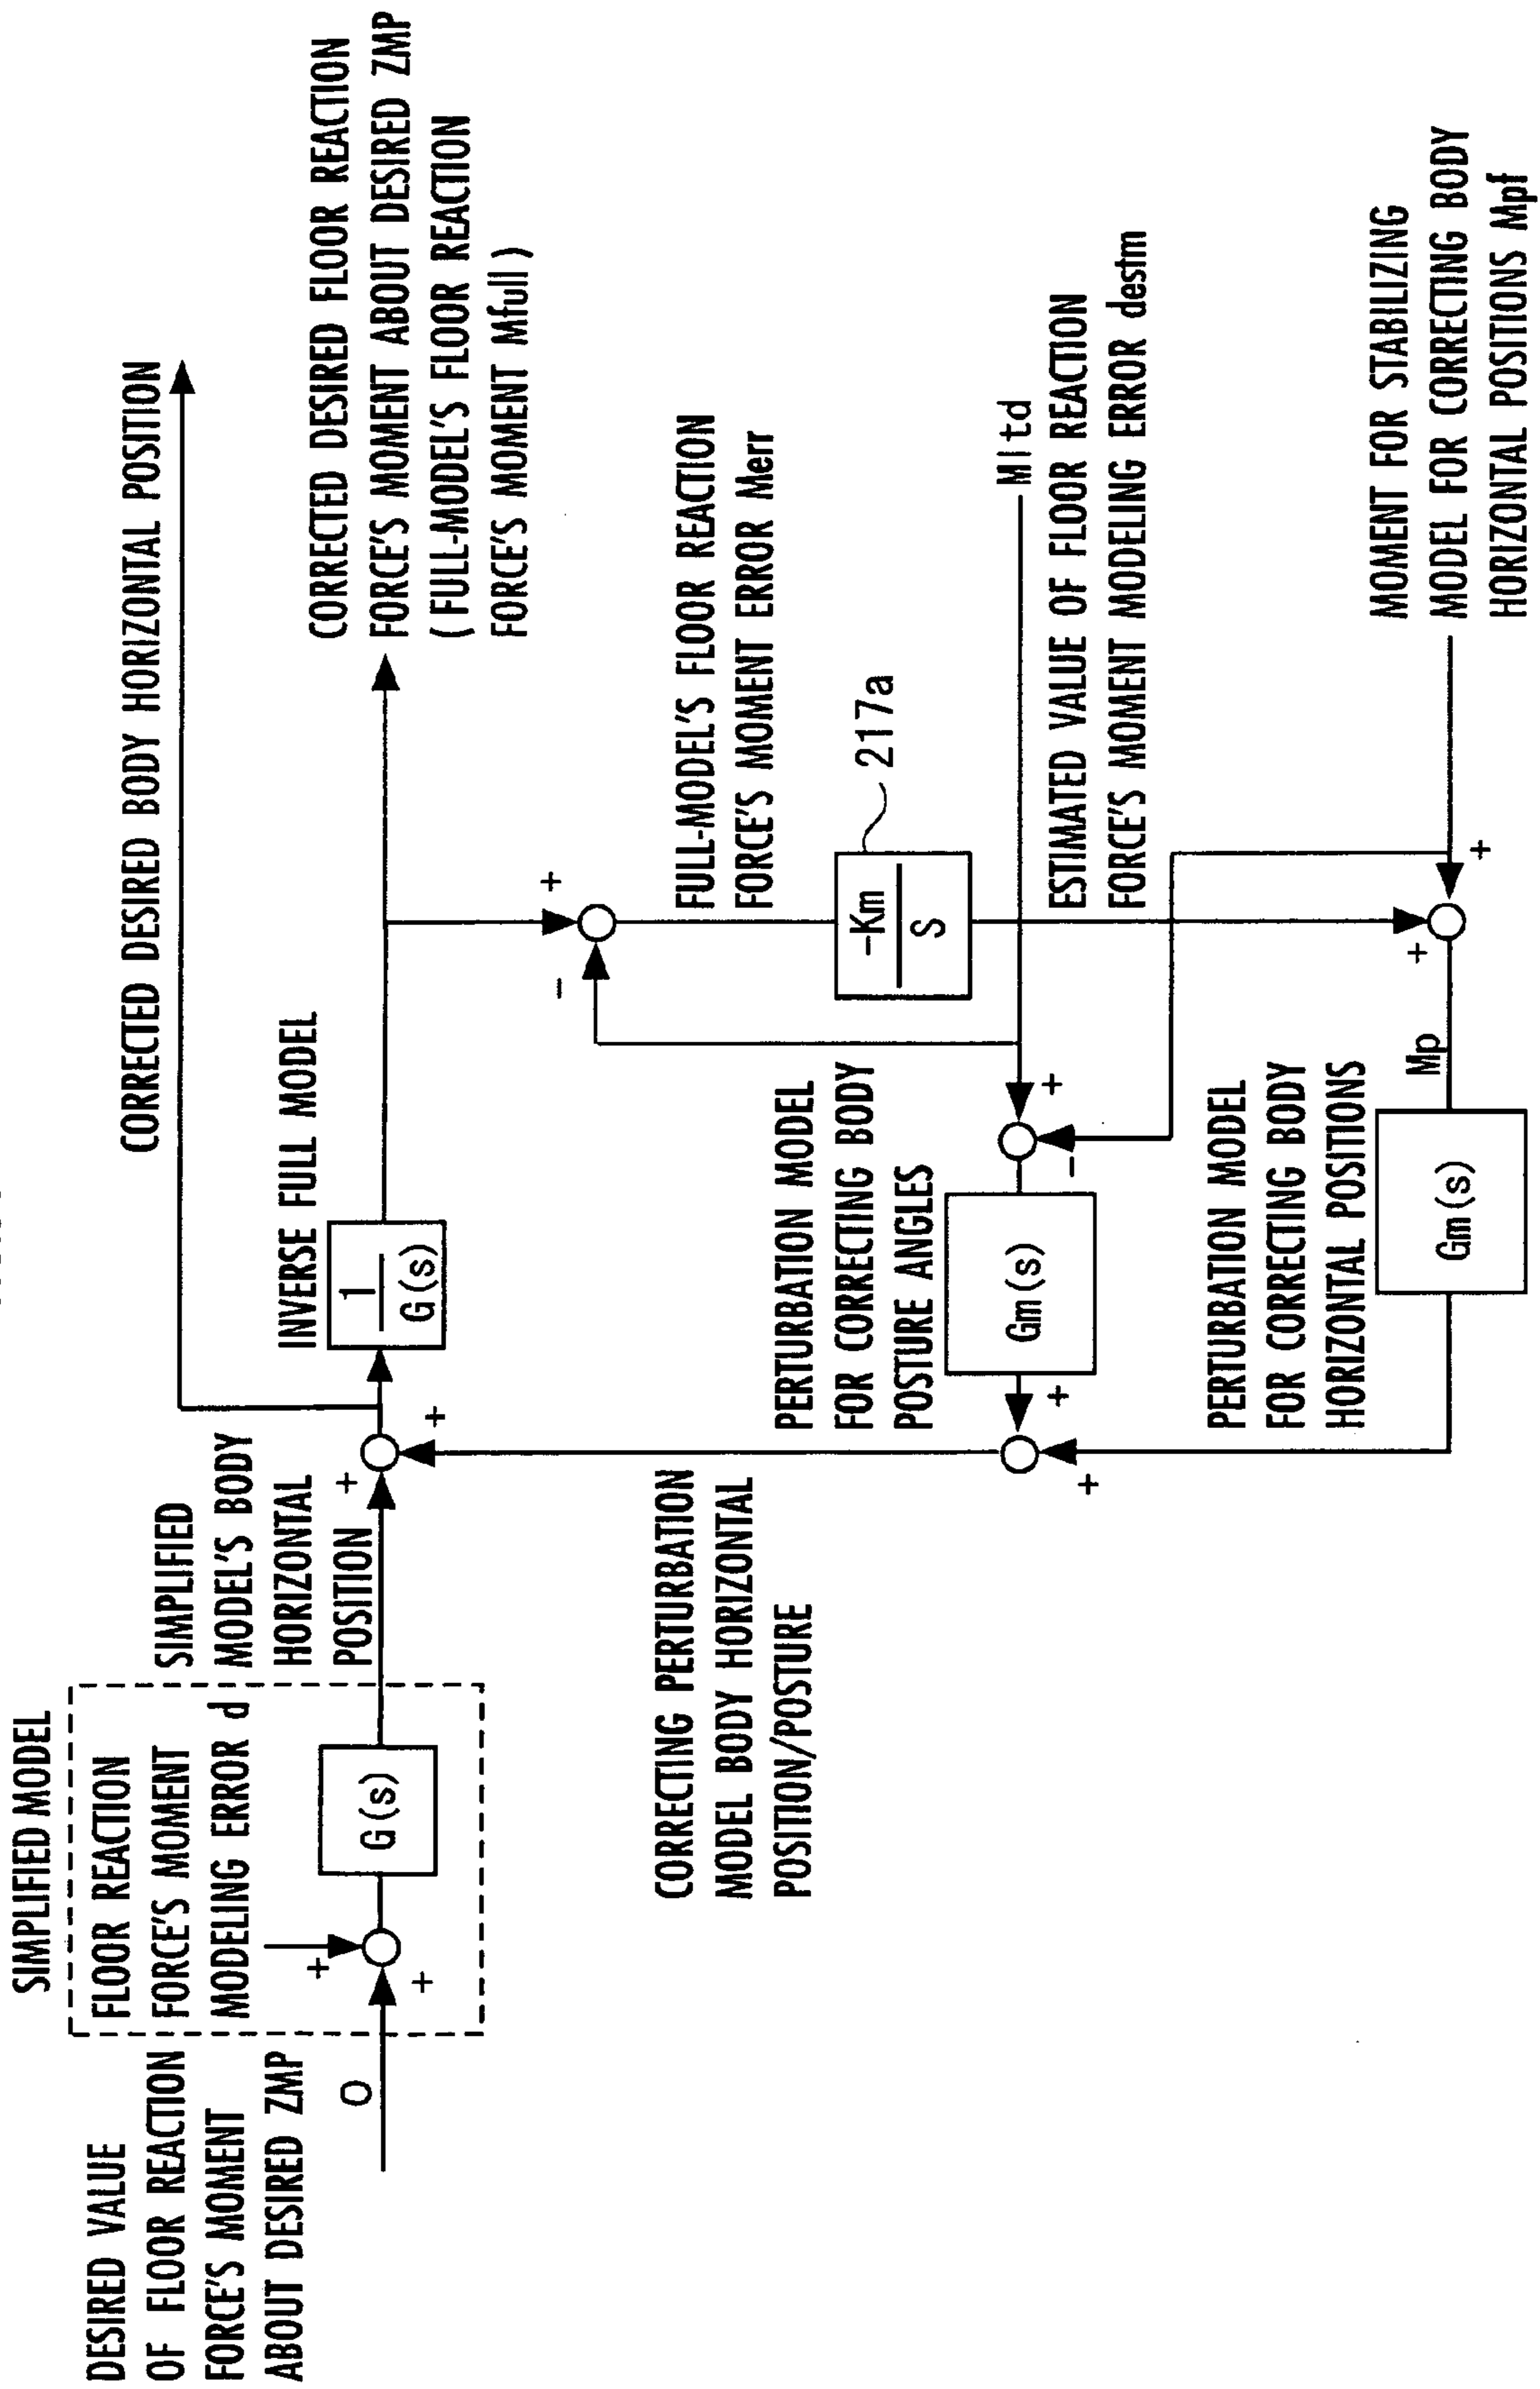 SIMPLIFIED MODEL
DESIRED VALUE
OF FLOOR REACTION
FORCE'S MOMENT
ABOUT DESIRED ZMP
0
FLOOR REACTION
FORCE'S MOMENT
MODELING ERROR d
+
+
G(s)
SIMPLIFIED
MODEL'S BODY
HORIZONTAL
POSITION
+
+
CORRECTED DESIRED BODY HORIZONTAL POSITION
INVERSE FULL MODEL
1
G(s)
CORRECTED DESIRED FLOOR REACTION
FORCE'S MOMENT ABOUT DESIRED ZMP
(FULL-MODEL'S FLOOR REACTION
FORCE'S MOMENT Mfull)
+
-
FULL-MODEL'S FLOOR REACTION
FORCE'S MOMENT ERROR Merr
-Km
S
217a
CORRECTING PERTURBATION
MODEL BODY HORIZONTAL
POSITION/POSTURE
PERTURBATION MODEL
FOR CORRECTING BODY
POSTURE ANGLES
Gm(s)
+
+
-
Mltd
ESTIMATED VALUE OF FLOOR REACTION
FORCE'S MOMENT MODELING ERROR destm
+
PERTURBATION MODEL
FOR CORRECTING BODY
HORIZONTAL POSITIONS
Gm(s)
Mp
+
+
MOMENT FOR STABILIZING
MODEL FOR CORRECTING BODY
HORIZONTAL POSITIONS Mpf